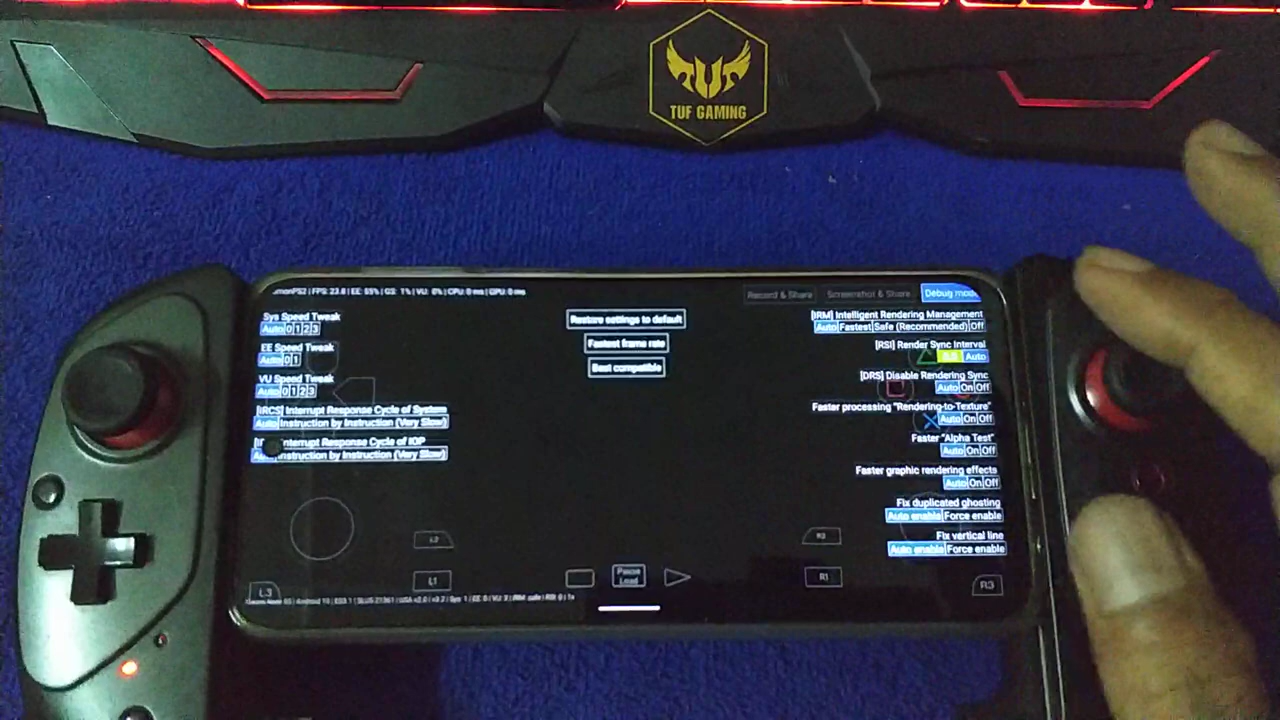 TUF GAMING
monPS2 | FPS: 23.8 | EE: 55% | GS: 1% | VU: 0% | CPU: 0 ms | GPU: 0 ms
Record & Share
Screenshot & Share
Debug mode
Sys Speed Tweak
Auto 0 1 2 3
EE Speed Tweak
Auto 0 1
VU Speed Tweak
Auto 0 1 2 3
[IRCS] Interrupt Response Cycle of System
Auto Instruction by Instruction (Very Slow)
Interrupt Response Cycle of IOP
Instruction by Instruction (Very Slow)
Restore settings to default
Fastest frame rate
Best compatible
[IRM] Intelligent Rendering Management
Auto Fastest Safe (Recommended) Off
[RSI] Render Sync Interval
Auto
[DRS] Disable Rendering Sync
Auto On Off
Faster processing "Rendering-to-Texture"
Auto On Off
Faster "Alpha Test"
Auto On Off
Faster graphic rendering effects
Auto On Off
Fix duplicated ghosting
Auto enable Force enable
Fix vertical line
Auto enable Force enable
L2
R2
L3
L1
Pause
Load
R1
R3